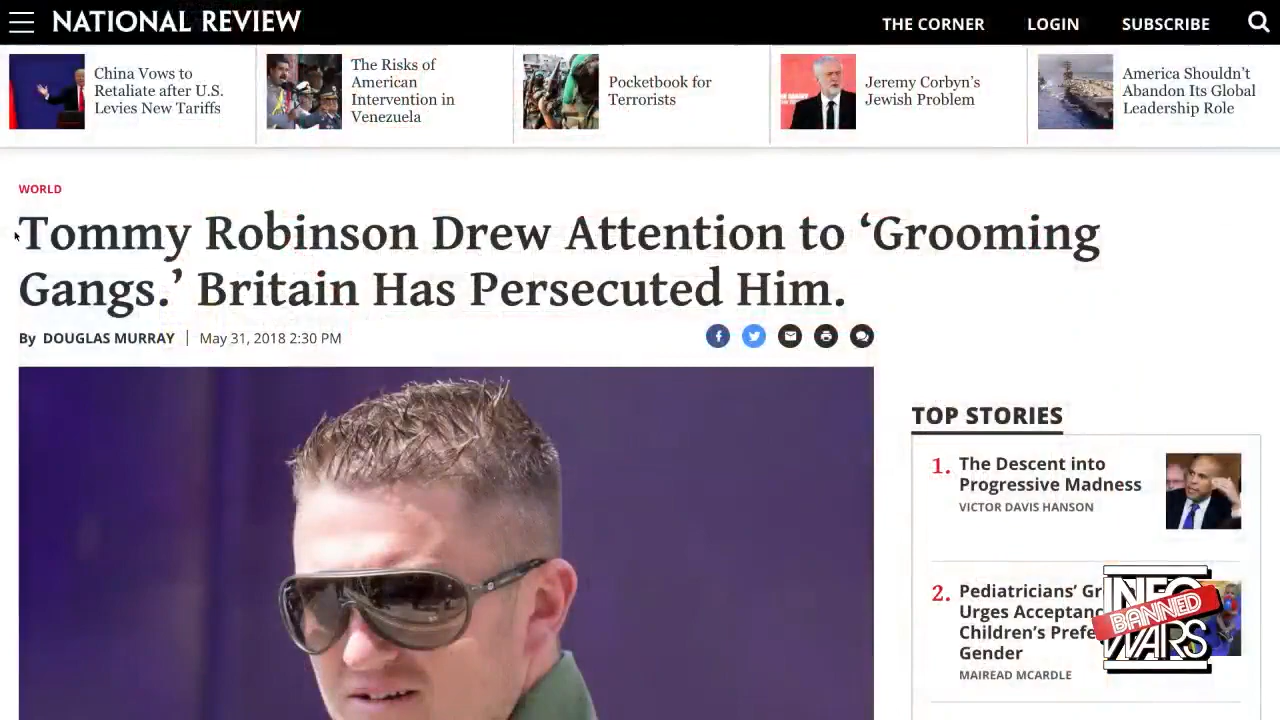 NATIONAL REVIEW
THE CORNER
LOGIN
SUBSCRIBE
China Vows to
Retaliate after U.S.
Levies New Tariffs
The Risks of
American
Intervention in
Venezuela
Pocketbook for
Terrorists
Jeremy Corbyn’s
Jewish Problem
America Shouldn’t
Abandon Its Global
Leadership Role
WORLD
Tommy Robinson Drew Attention to ‘Grooming
Gangs.’ Britain Has Persecuted Him.
By DOUGLAS MURRAY | May 31, 2018 2:30 PM
TOP STORIES
1. The Descent into
Progressive Madness
VICTOR DAVIS HANSON
2. Pediatricians’ Gr
Urges Acceptanc
Children’s Prefe
Gender
MAIREAD MCARDLE
INFO
BANNED
WARS